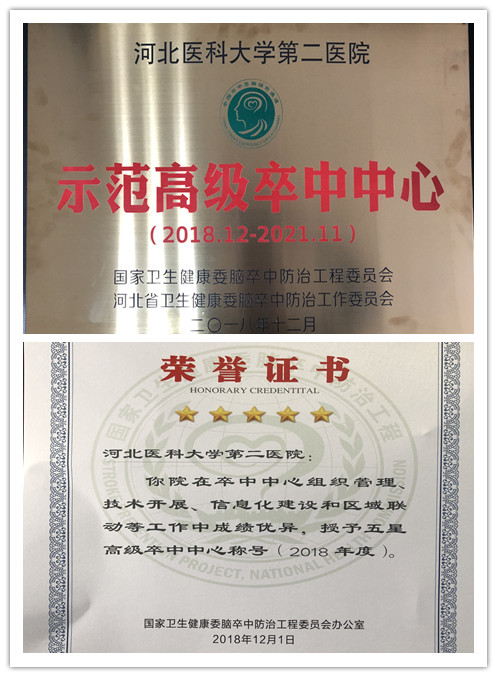 河北医科大学第二医院
示范高级卒中中心
（2018.12-2021.11）
国家卫生健康委脑卒中防治工程委员会
河北省卫生健康委脑卒中防治工作委员会
二〇一八年十二月
荣誉证书
HONORARY CREDENTITAL
河北医科大学第二医院：
你院在卒中中心组织管理、
技术开展、信息化建设和区域联
动等工作中成绩优异，授予五星
高级卒中中心称号（2018 年度）。
国家卫生健康委脑卒中防治工程委员会办公室
2018年12月1日